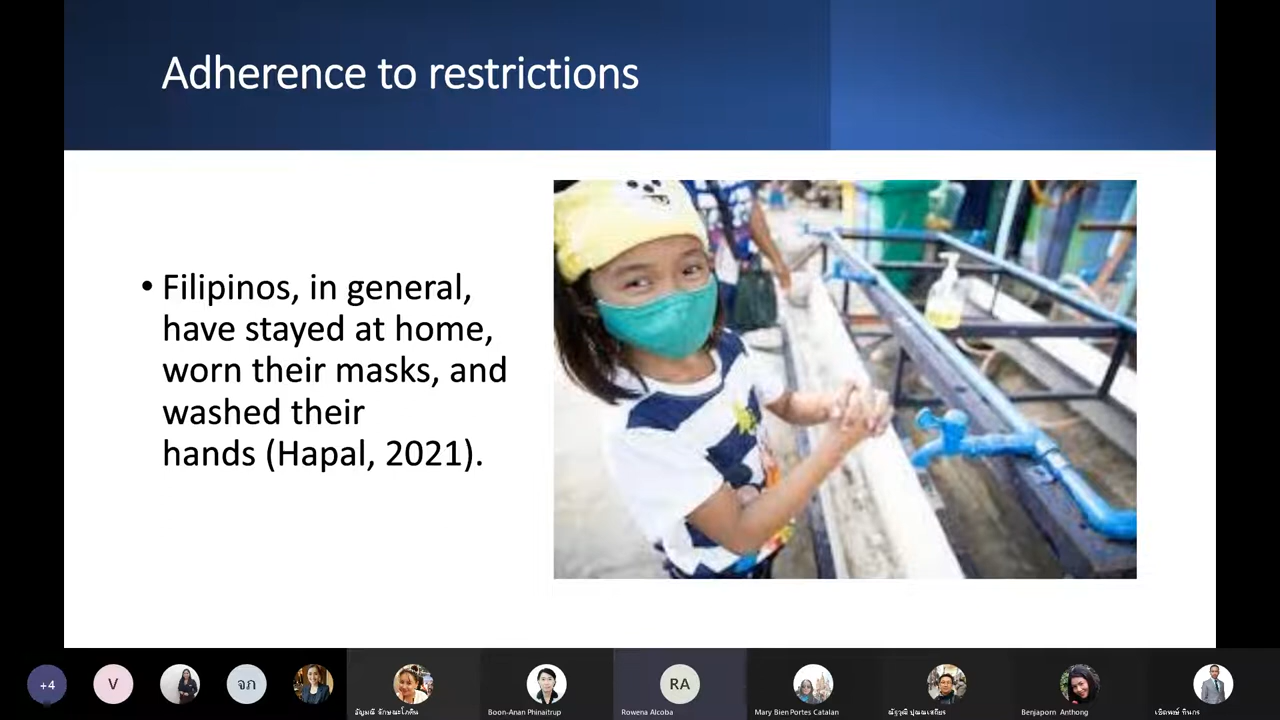 Adherence to restrictions
• Filipinos, in general,
have stayed at home,
worn their masks, and
washed their
hands (Hapal, 2021).
+4
V
จภ
RA
Boon-Anan Phinaitrup
Rowena Alcoba
Mary Bien Portes Catalan
Benjaporn Anthong